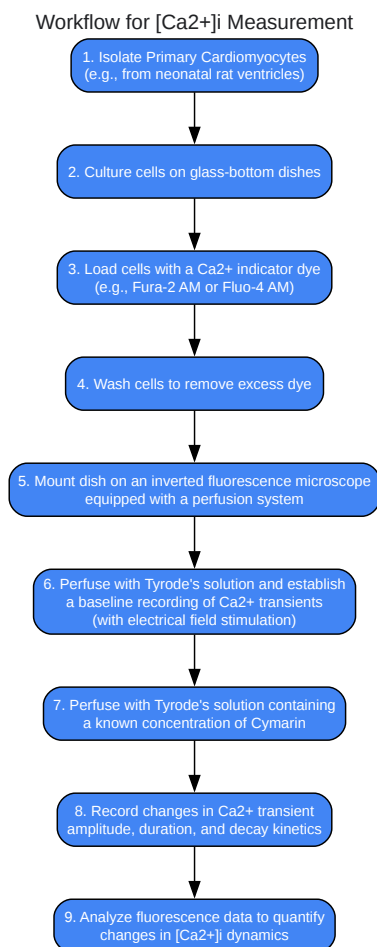 Workflow for [Ca2+]i Measurement
1. Isolate Primary Cardiomyocytes
(e.g., from neonatal rat ventricles)
2. Culture cells on glass-bottom dishes
3. Load cells with a Ca2+ indicator dye
(e.g., Fura-2 AM or Fluo-4 AM)
4. Wash cells to remove excess dye
5. Mount dish on an inverted fluorescence microscope
equipped with a perfusion system
6. Perfuse with Tyrode's solution and establish
a baseline recording of Ca2+ transients
(with electrical field stimulation)
7. Perfuse with Tyrode's solution containing
a known concentration of Cymarin
8. Record changes in Ca2+ transient
amplitude, duration, and decay kinetics
9. Analyze fluorescence data to quantify
changes in [Ca2+]i dynamics